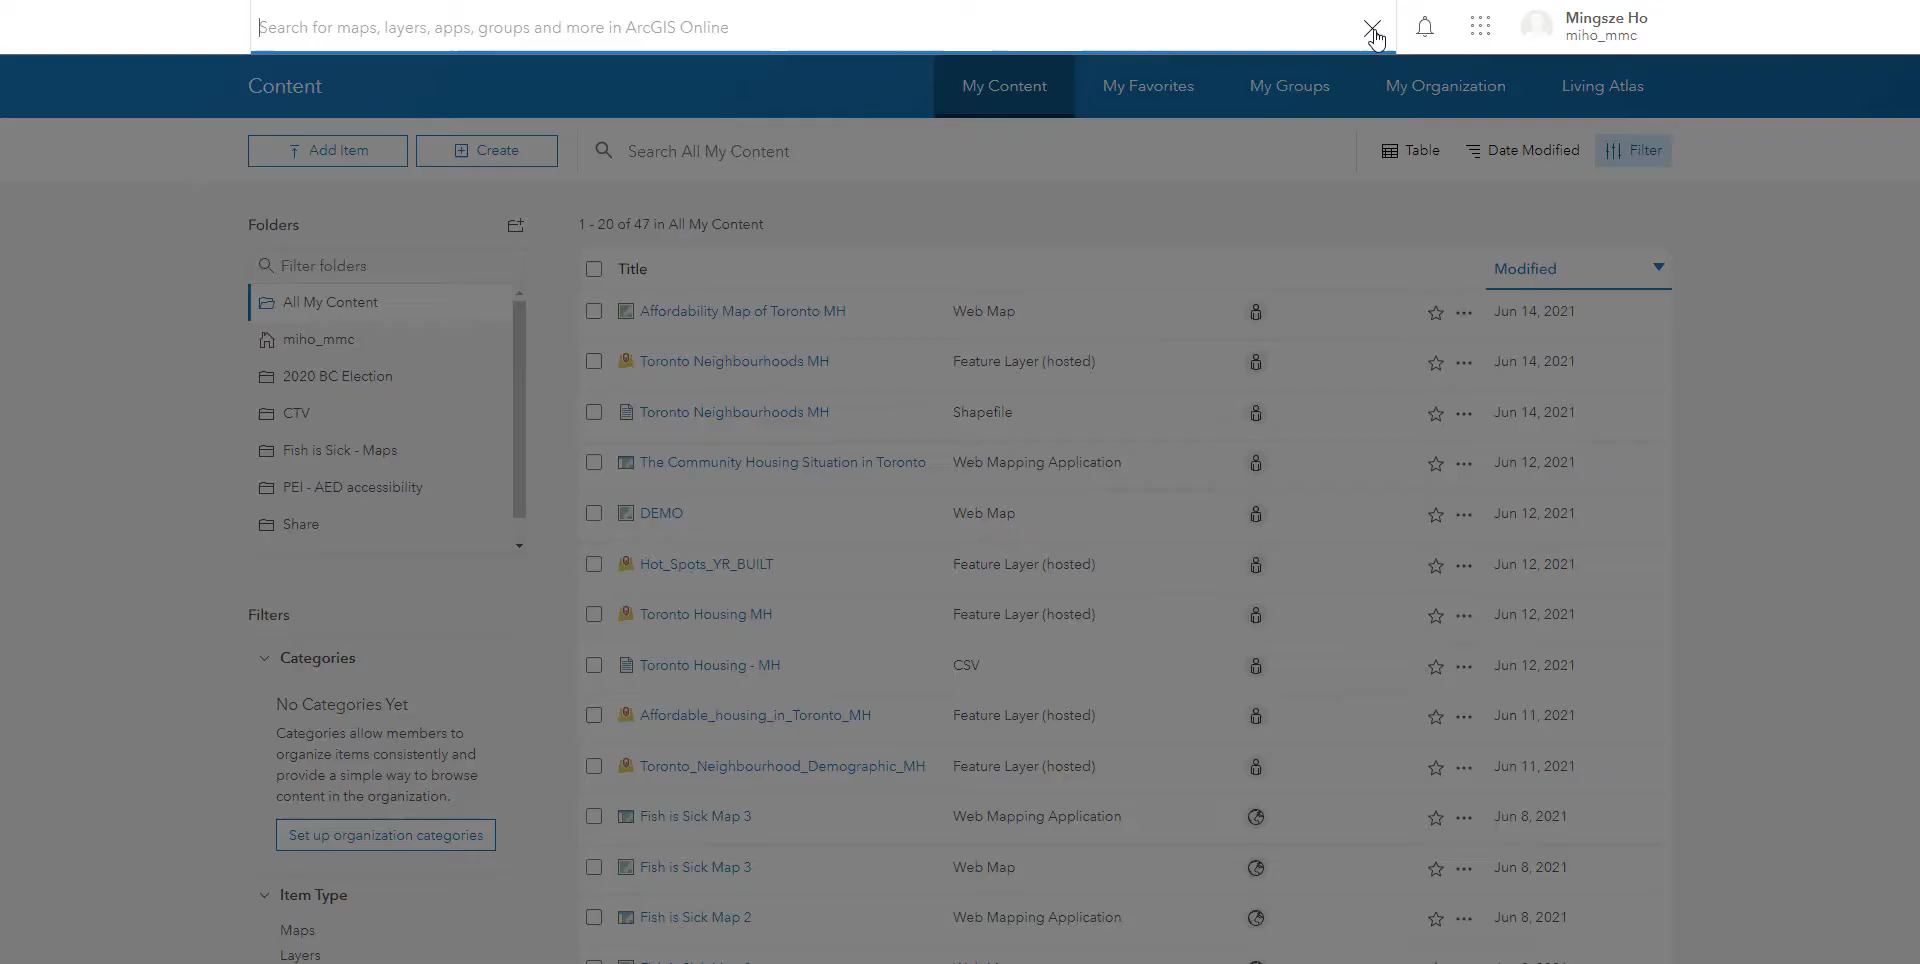 Search for maps, layers, apps, groups and more in ArcGIS Online
Mingsze Ho
miho_mmc
Content
My Content
My Favorites
My Groups
My Organization
Living Atlas
Add Item
Create
Search All My Content
Table
Date Modified
Filter
Folders
1 - 20 of 47 in All My Content
Filter folders
All My Content
miho_mmc
2020 BC Election
CTV
Fish is Sick - Maps
PEI - AED accessibility
Share
Filters
Categories
No Categories Yet
Categories allow members to
organize items consistently and
provide a simple way to browse
content in the organization.
Set up organization categories
Item Type
Maps
Layers
Title Modified
Affordability Map of Toronto MH Web Map Jun 14, 2021
Toronto Neighbourhoods MH Feature Layer (hosted) Jun 14, 2021
Toronto Neighbourhoods MH Shapefile Jun 14, 2021
The Community Housing Situation in Toronto Web Mapping Application Jun 12, 2021
DEMO Web Map Jun 12, 2021
Hot_Spots_YR_BUILT Feature Layer (hosted) Jun 12, 2021
Toronto Housing MH Feature Layer (hosted) Jun 12, 2021
Toronto Housing - MH CSV Jun 12, 2021
Affordable_housing_in_Toronto_MH Feature Layer (hosted) Jun 11, 2021
Toronto_Neighbourhood_Demographic_MH Feature Layer (hosted) Jun 11, 2021
Fish is Sick Map 3 Web Mapping Application Jun 8, 2021
Fish is Sick Map 3 Web Map Jun 8, 2021
Fish is Sick Map 2 Web Mapping Application Jun 8, 2021